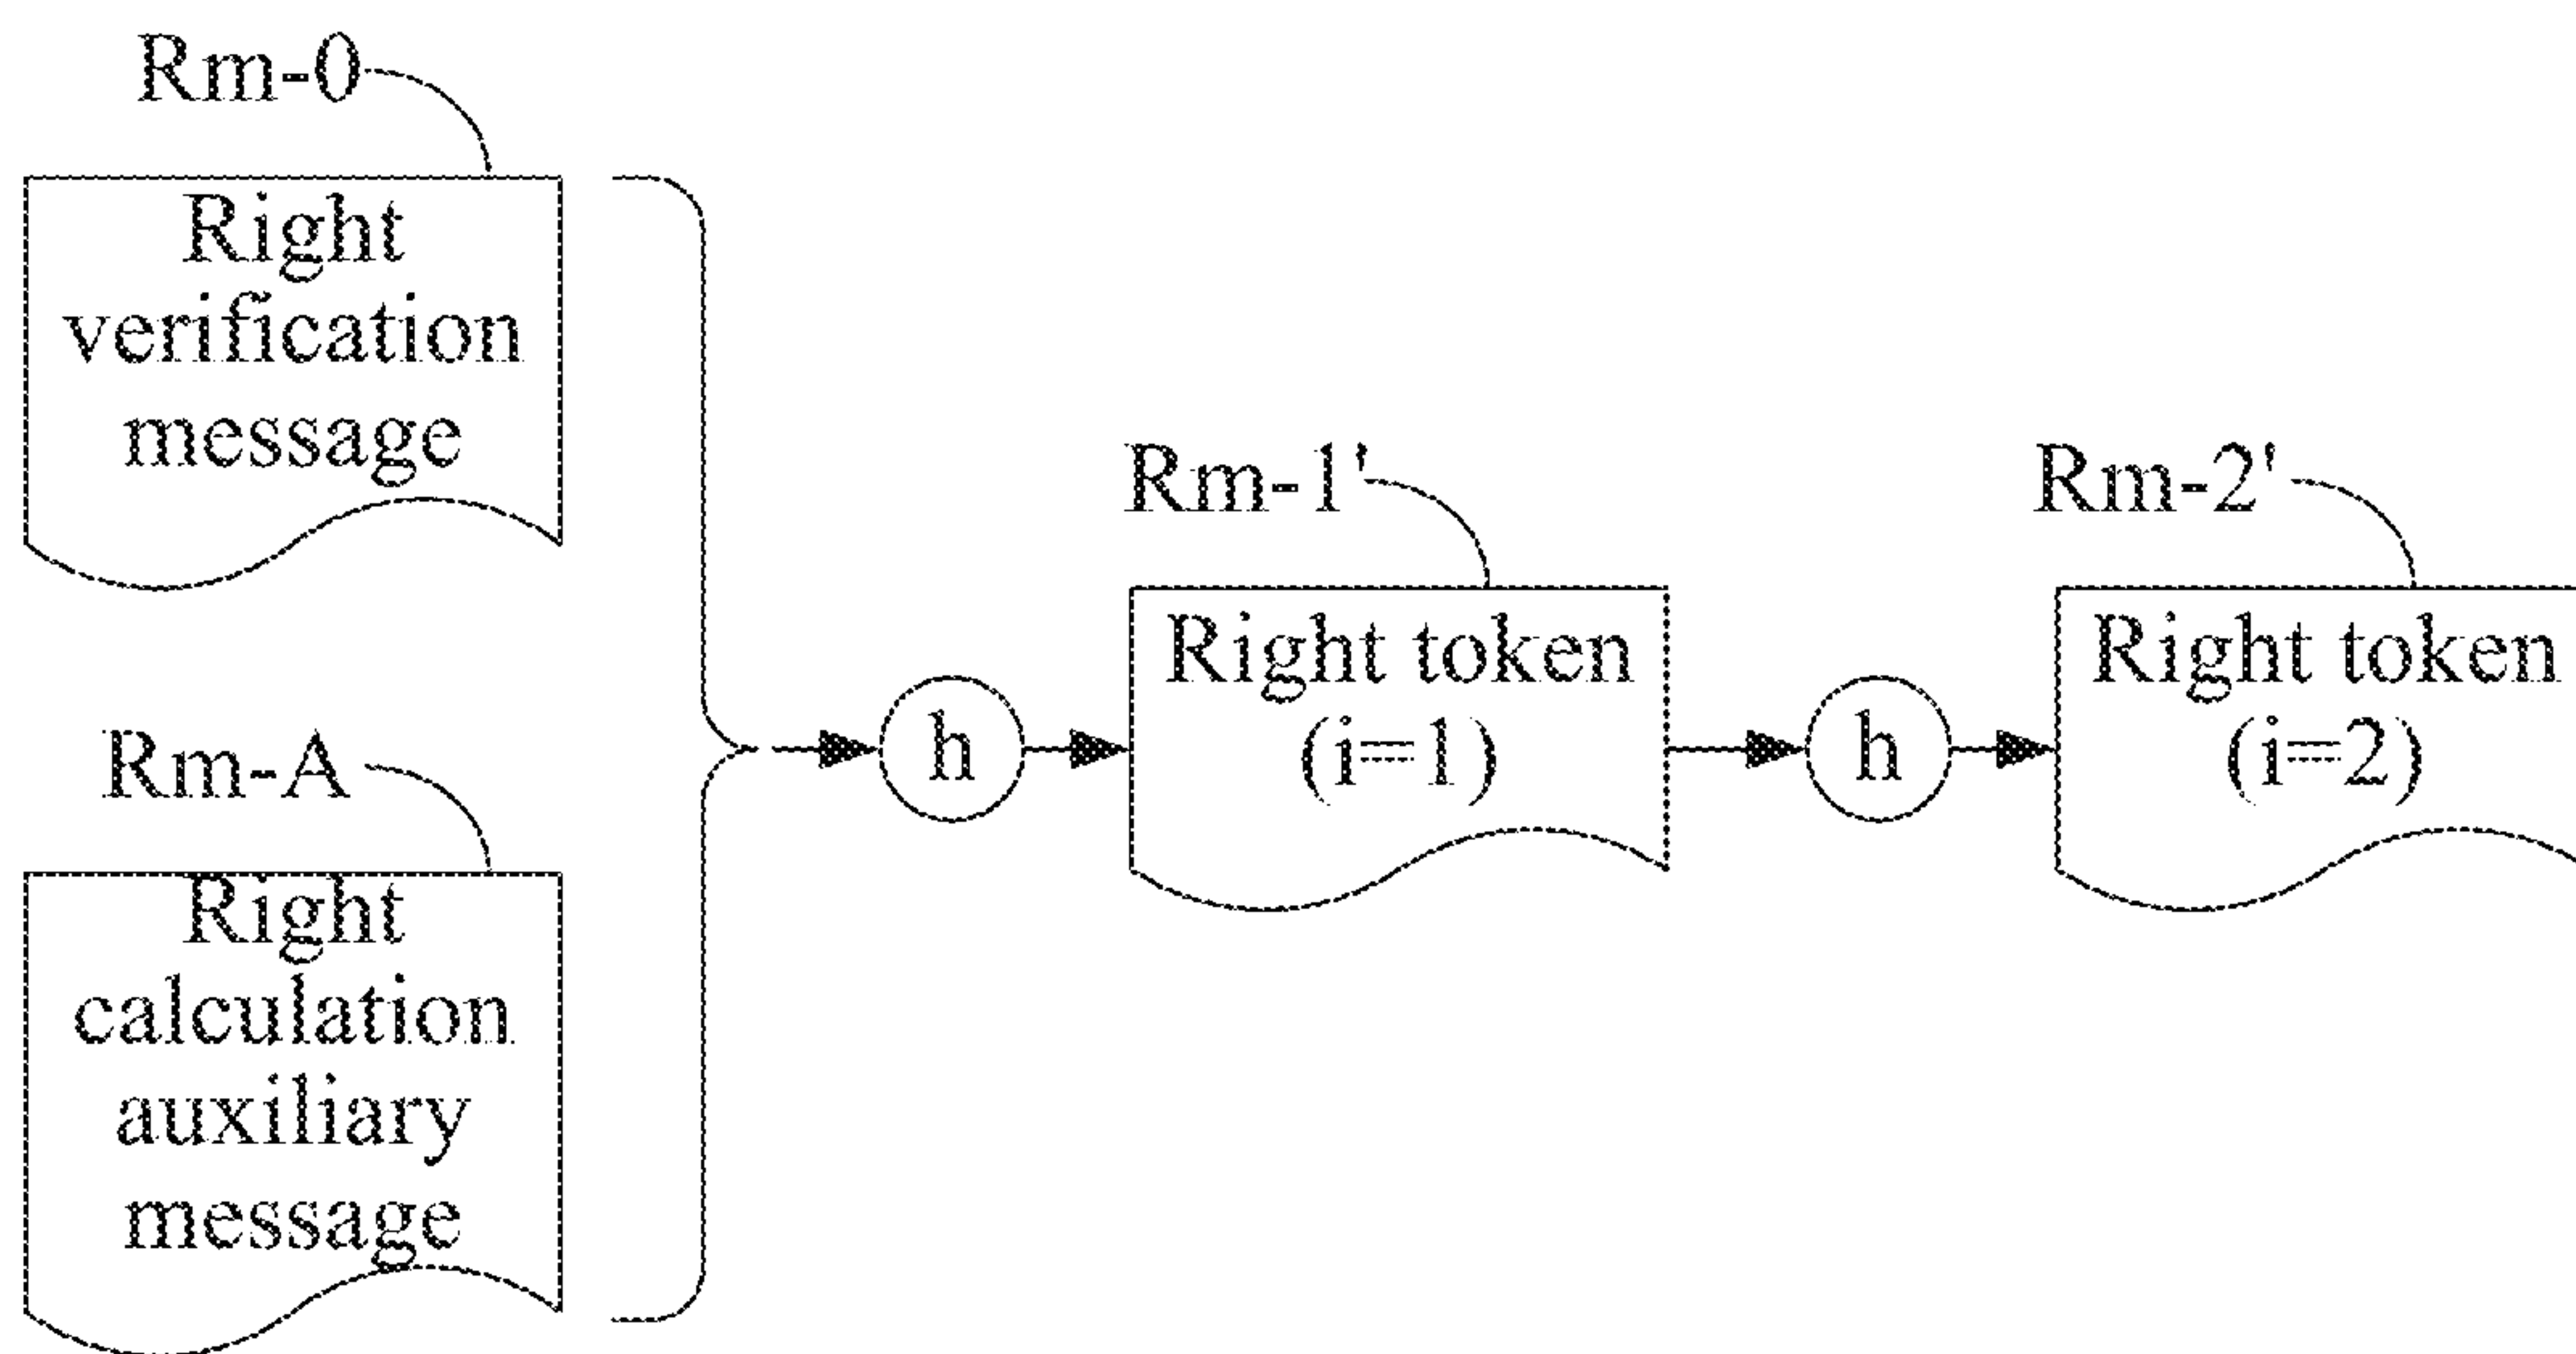 Rm-0
Right
verification
message
Rm-A
Right
calculation
auxiliary
message
h
Rm-1'
Right token
(i=1)
h
Rm-2'
Right token
(i=2)